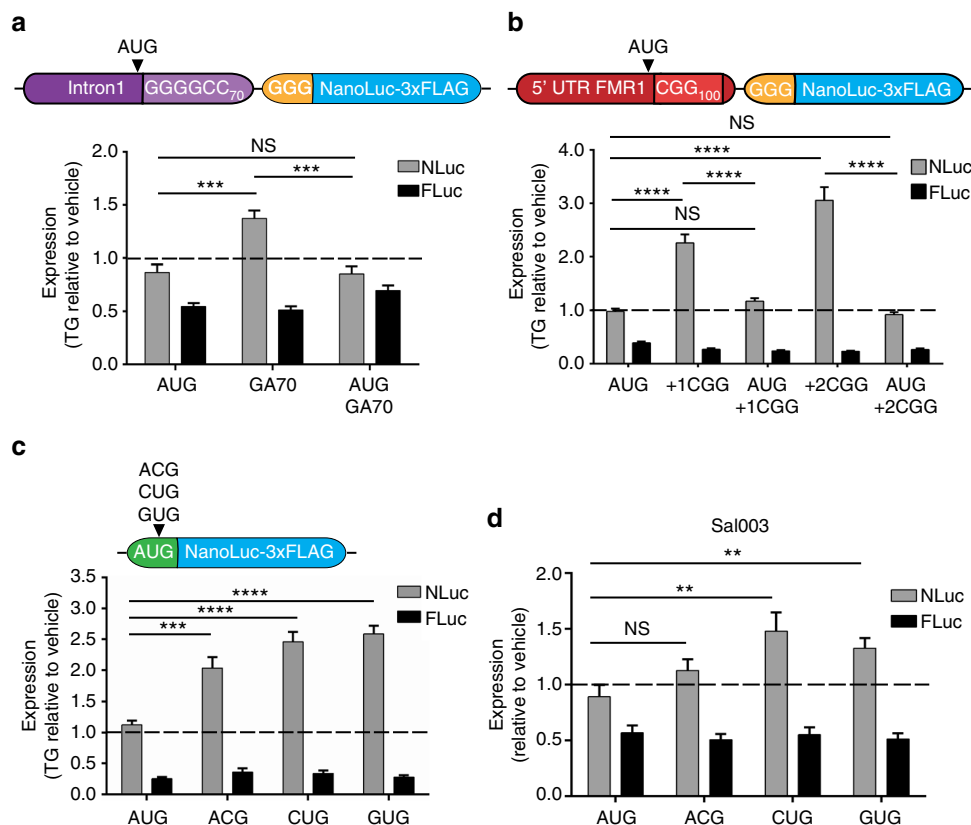 a
AUG
Intron1 GGGGCC70 GGG NanoLuc-3xFLAG
NS
*** ***
NLuc
FLuc
Expression
(TG relative to vehicle)
2.0
1.5
1.0
0.5
0.0
AUG GA70 AUG
GA70
b
AUG
5' UTR FMR1 CGG100 GGG NanoLuc-3xFLAG
NS
****
**** **** ****
NS
NLuc
FLuc
Expression
(TG relative to vehicle)
4.0
3.0
2.0
1.0
0.0
AUG +1CGG AUG +2CGG AUG
+1CGG +2CGG
c
ACG
CUG
GUG
AUG NanoLuc-3xFLAG
****
****
***
NLuc
FLuc
Expression
(TG relative to vehicle)
3.5
3.0
2.5
2.0
1.5
1.0
0.5
0.0
AUG ACG CUG GUG
d
Sal003
**
**
NS
NLuc
FLuc
Expression
(relative to vehicle)
2.0
1.5
1.0
0.5
0.0
AUG ACG CUG GUG